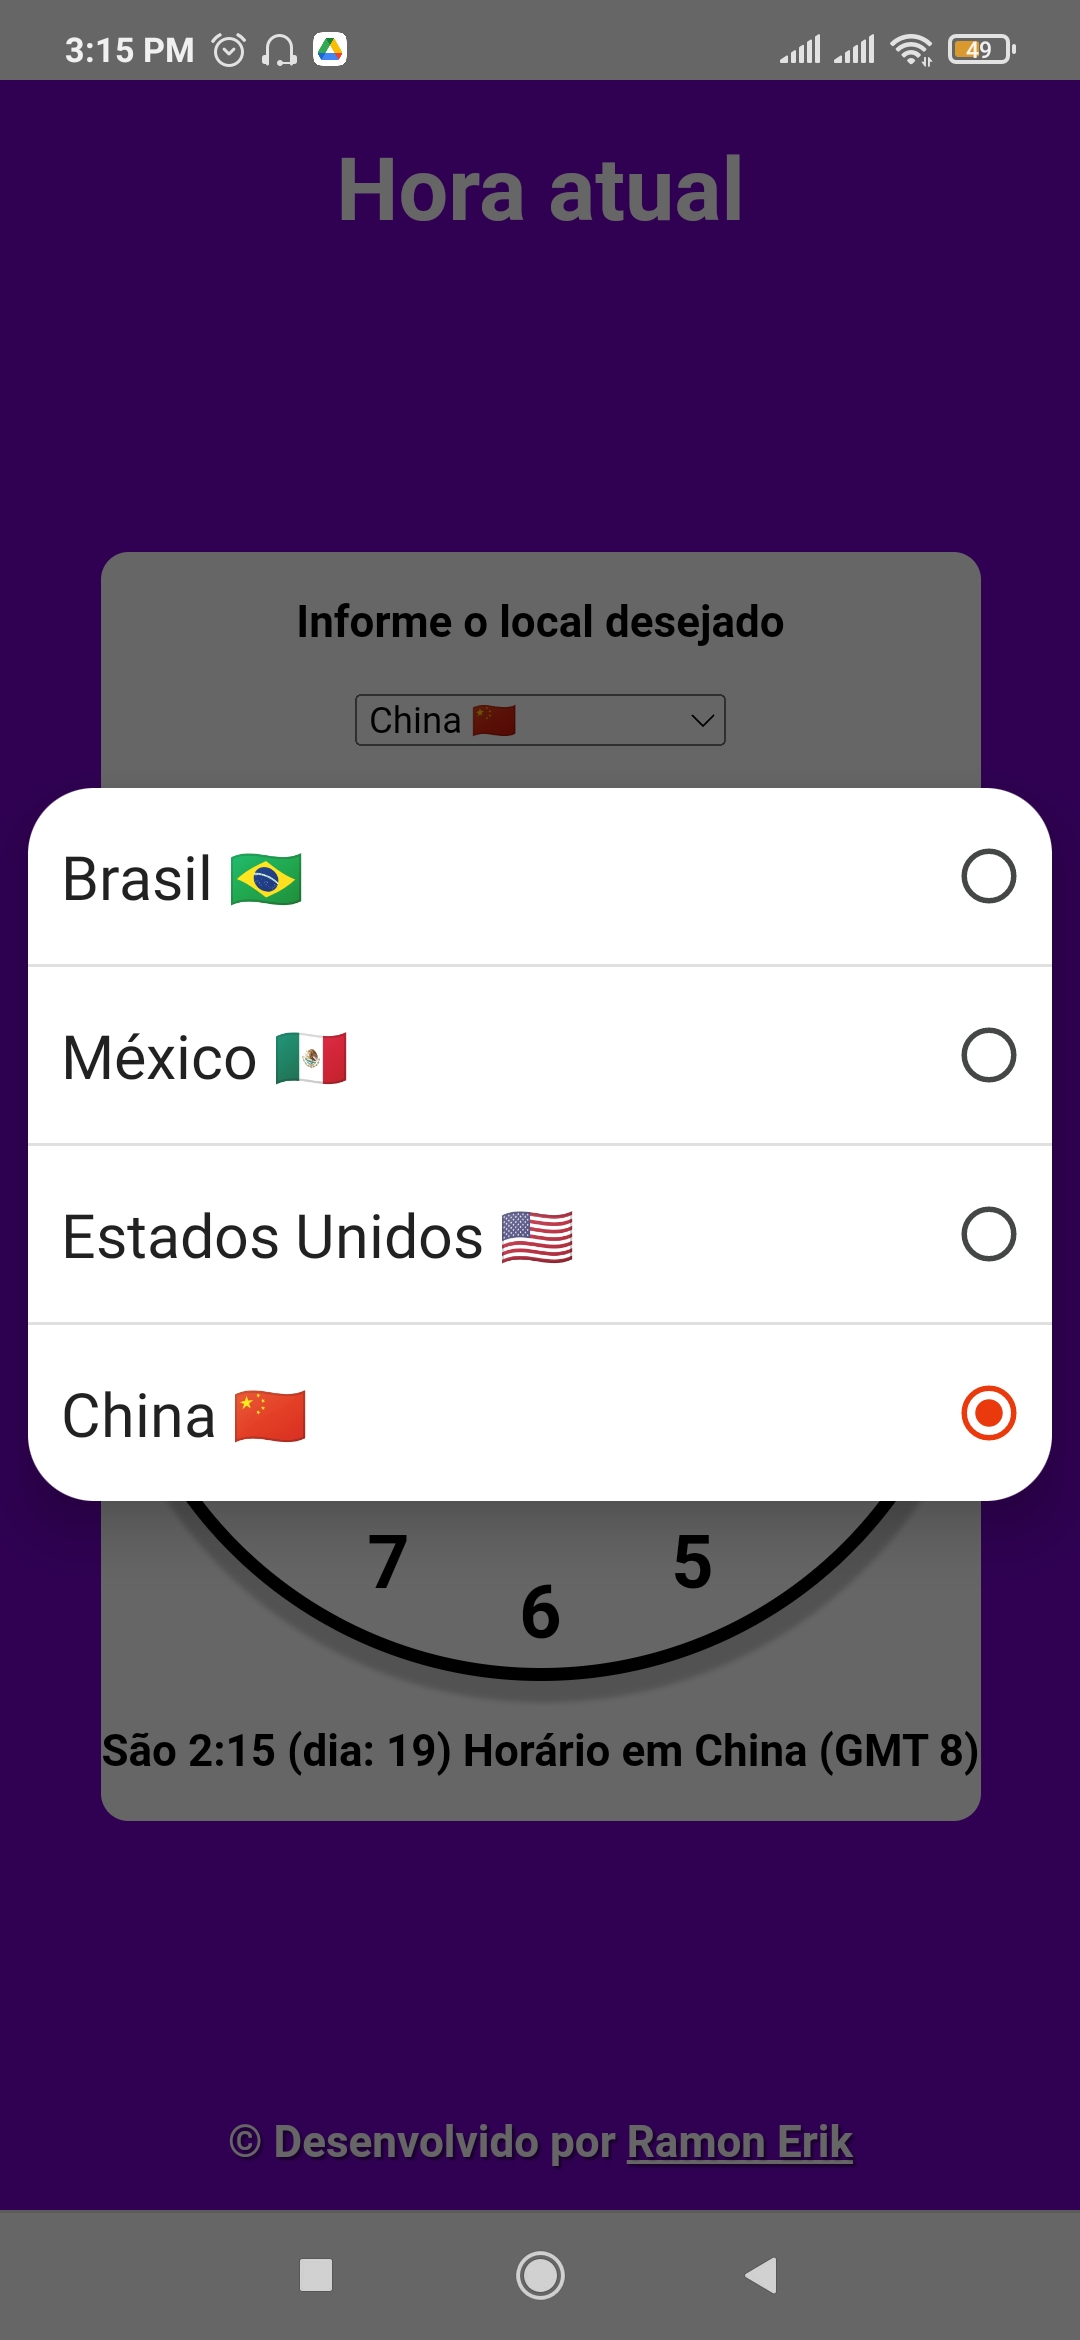 3:15 PM 49
Hora atual
Informe o local desejado
China 🇨🇳
Brasil 🇧🇷
México 🇲🇽
Estados Unidos 🇺🇸
China 🇨🇳
7 5
6
São 2:15 (dia: 19) Horário em China (GMT 8)
© Desenvolvido por Ramon Erik